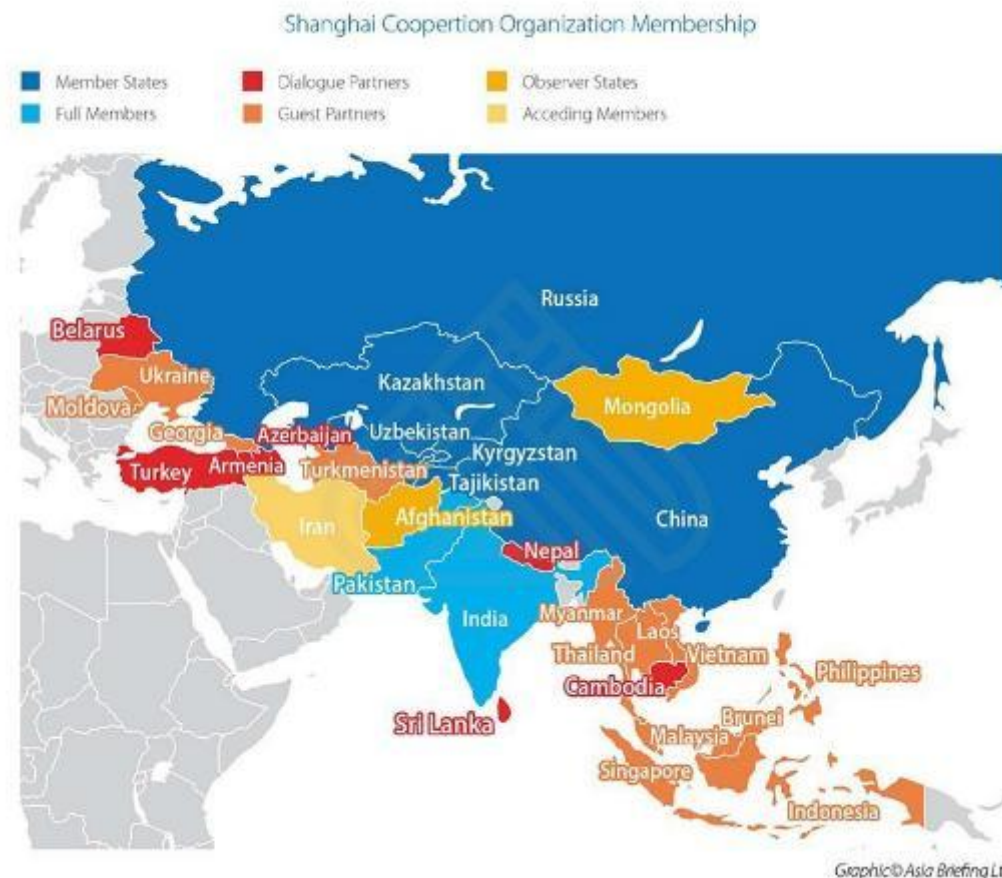 Shanghai Coopertion Organization Membership
Member States
Dialogue Partners
Observer States
Full Members
Guest Partners
Acceding Members
Russia
Belarus
Ukraine
Kazakhstan
Mongolia
Moldova
Georgia
Azerbaijan
Uzbekistan
Kyrgyzstan
Turkey
Armenia
Turkmenistan
Tajikistan
Iran
Afghanistan
China
Nepal
Pakistan
India
Myanmar
Laos
Thailand
Vietnam
Cambodia
Philippines
Sri Lanka
Brunei
Malaysia
Singapore
Indonesia
Graphic© Asia Briefing Lt